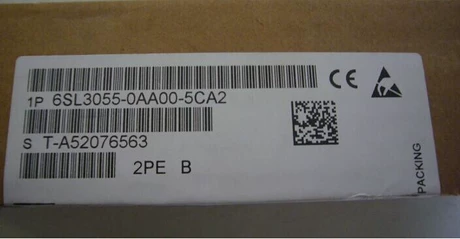 1P 6SL3055-0AA00-5CA2
S T-A52076563
2PE B
CE
PACKING